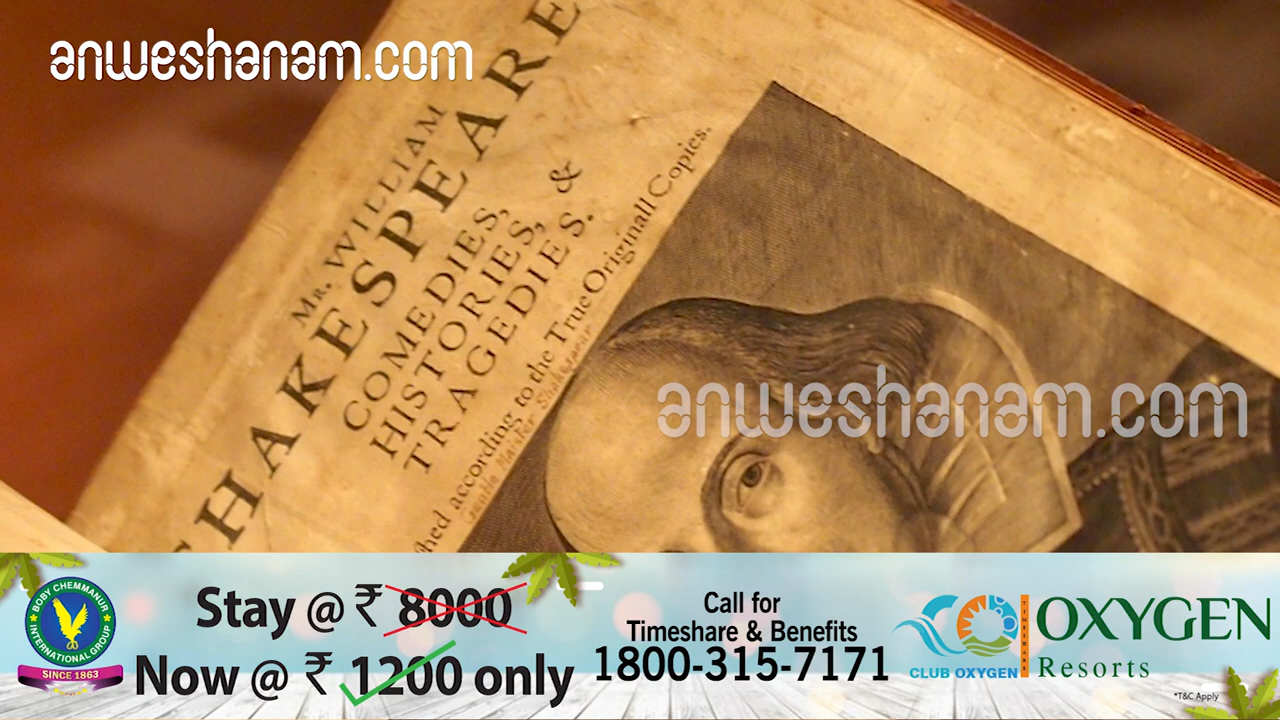 anweshanam.com
Mr. WILLIAM
SHAKESPEARE
COMEDIES,
HISTORIES, &
TRAGEDIES.
according to the True Originall Copies.
anweshanam.com
BOBY CHEMMANUR
INTERNATIONAL GROUP
SINCE 1863
Stay @ ₹ 8000
Now @ ₹ 1200 only
Call for
Timeshare & Benefits
1800-315-7171
CLUB OXYGEN
TIMESHARE
OXYGEN
Resorts
*T&C Apply